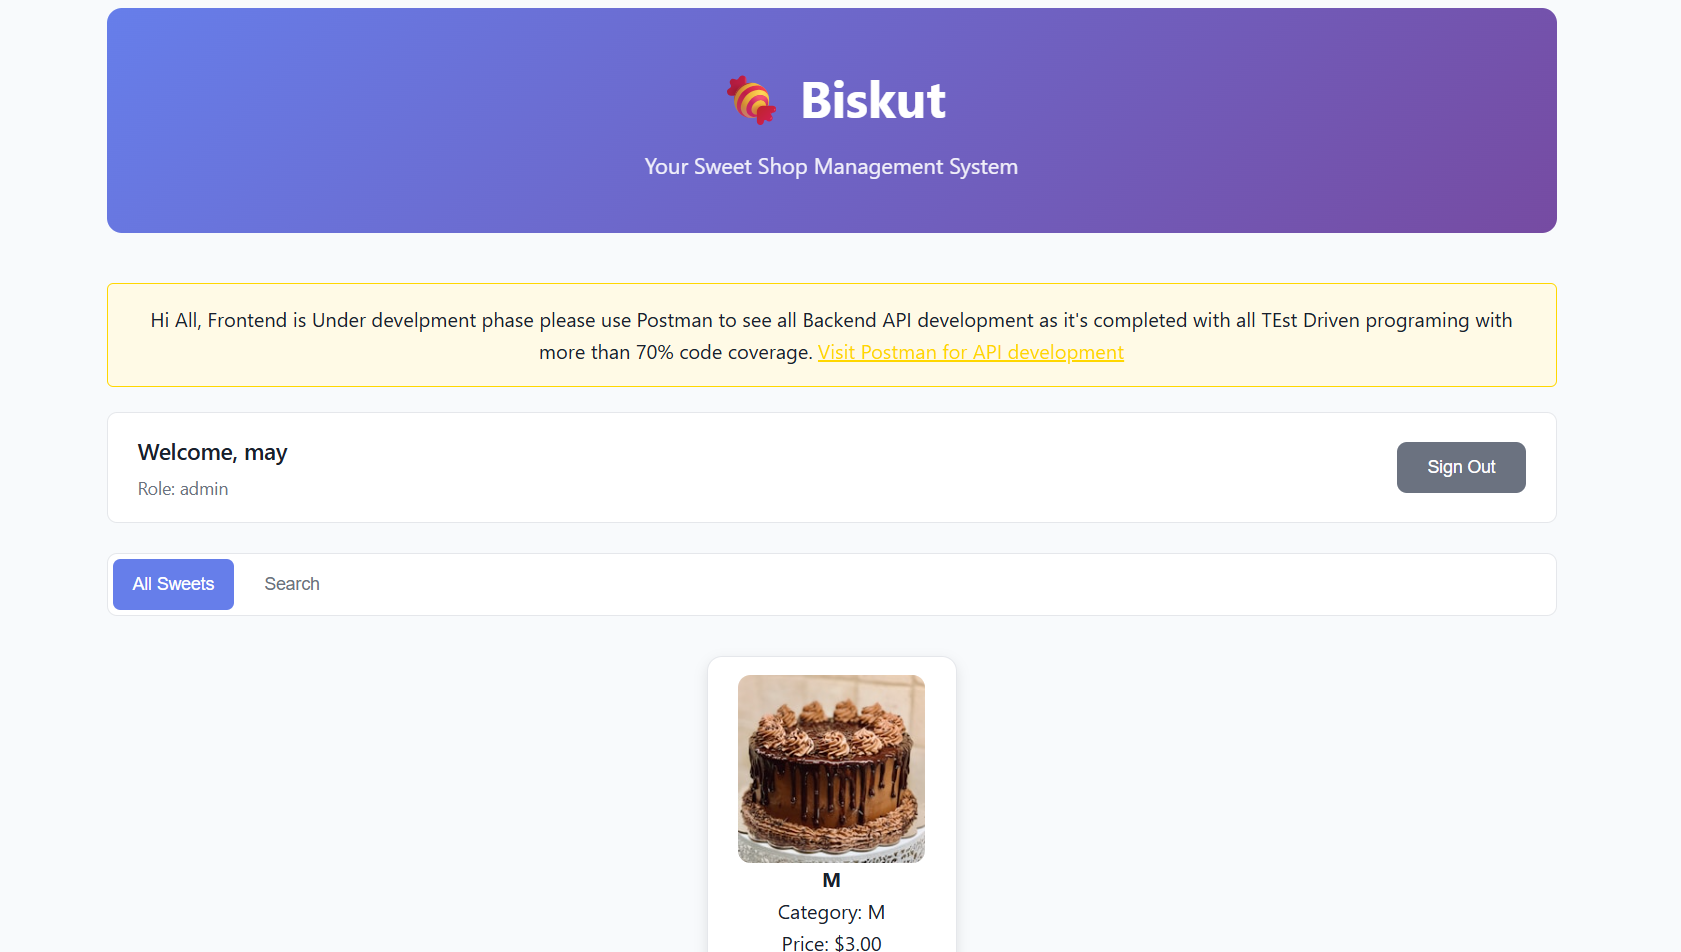 Biskut
Your Sweet Shop Management System
Hi All, Frontend is Under develpment phase please use Postman to see all Backend API development as it's completed with all TEst Driven programing with
more than 70% code coverage. Visit Postman for API development
Welcome, may
Role: admin
Sign Out
All Sweets
Search
M
Category: M
Price: $3.00